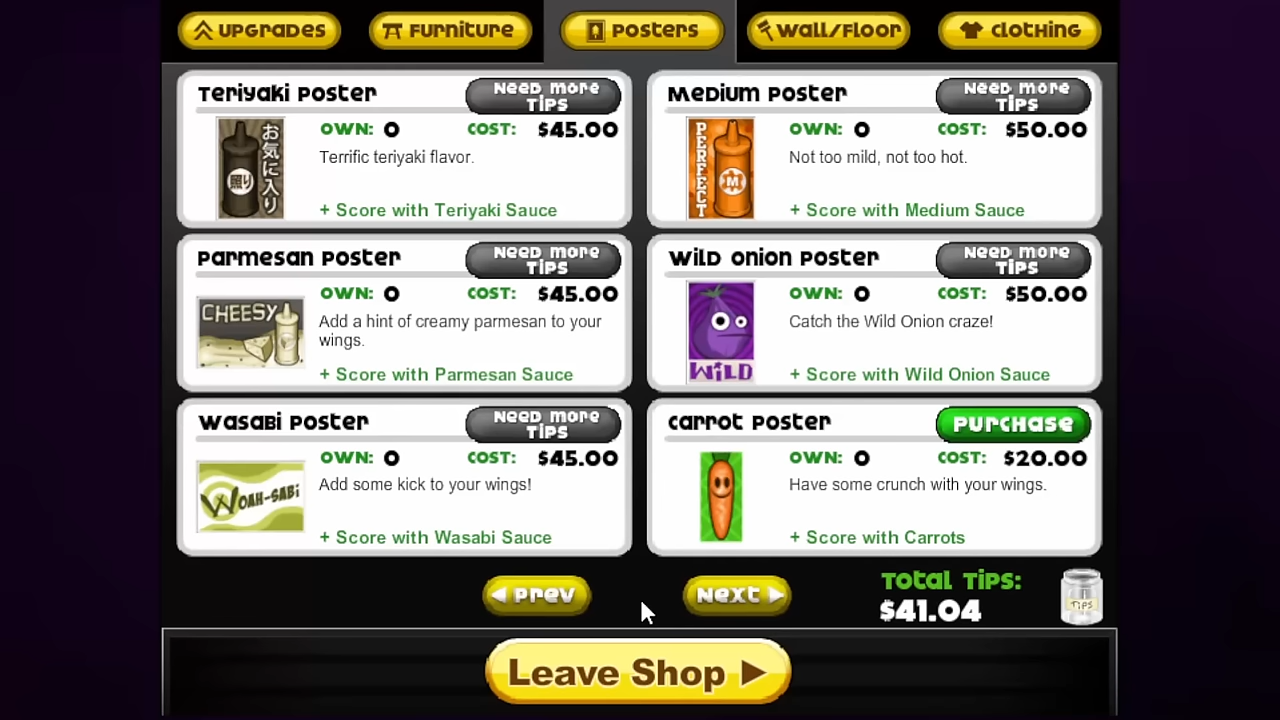 UPGRADES
FURNITURE
POSTERS
WALL/FLOOR
CLOTHING
Teriyaki Poster
Need more Tips
お気に入り
照り
OWN: 0
COST: $45.00
Terrific teriyaki flavor.
+ Score with Teriyaki Sauce
Medium Poster
Need more Tips
PERFECT
M
OWN: 0
COST: $50.00
Not too mild, not too hot.
+ Score with Medium Sauce
Parmesan Poster
Need more Tips
CHEESY
OWN: 0
COST: $45.00
Add a hint of creamy parmesan to your
wings.
+ Score with Parmesan Sauce
Wild Onion Poster
Need more Tips
WILD
OWN: 0
COST: $50.00
Catch the Wild Onion craze!
+ Score with Wild Onion Sauce
Wasabi Poster
Need more Tips
WOAH-SABI
OWN: 0
COST: $45.00
Add some kick to your wings!
+ Score with Wasabi Sauce
Carrot Poster
Purchase
OWN: 0
COST: $20.00
Have some crunch with your wings.
+ Score with Carrots
Prev
Next
Total Tips:
$41.04
TIPS
Leave Shop